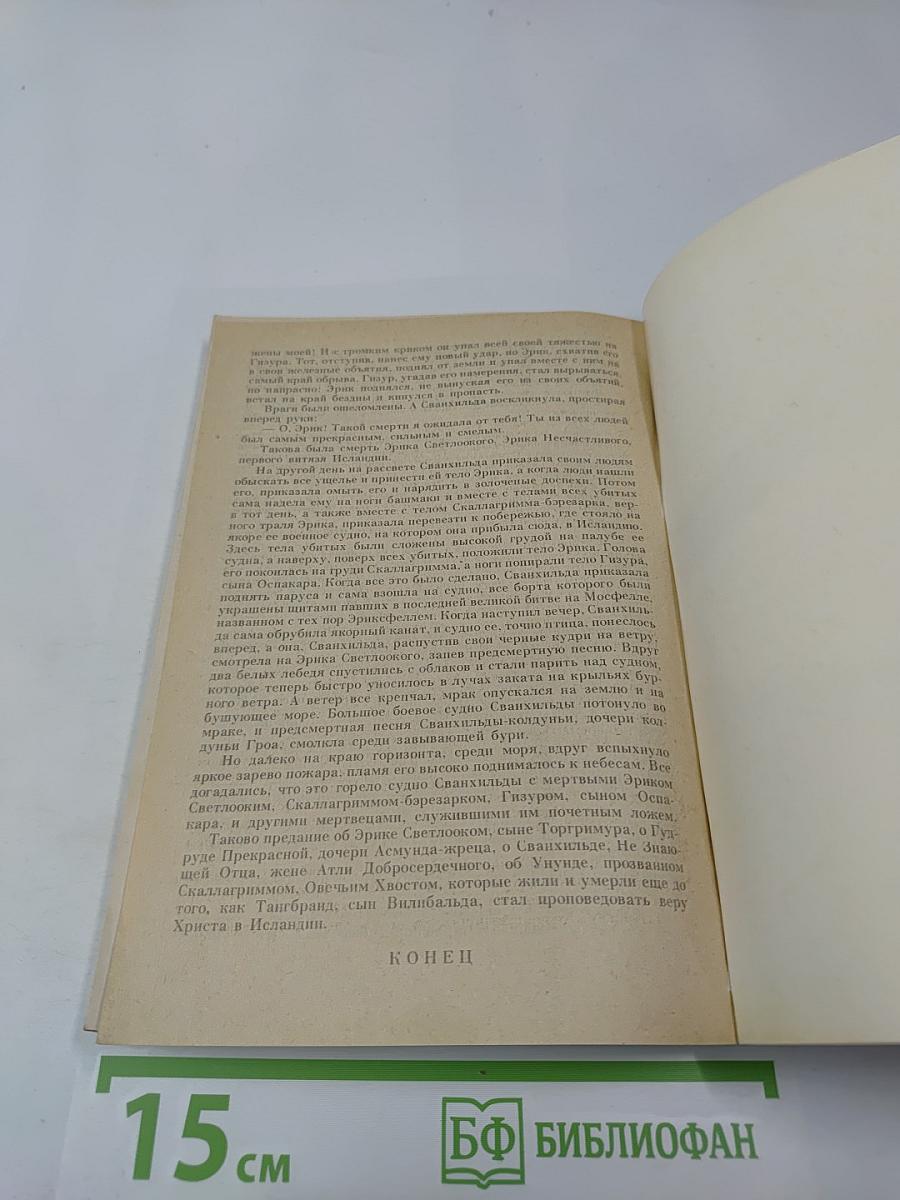 жены моей! И с громким криком он упал всей своей тяжестью на
Гизура. Тот, отступив, нанес ему новый удар, но Эрик, схватив его
в свои железные объятия, поднял от земли и упал вместе с ним на
самый край обрыва. Гизур, угадав его намерения, стал вырываться,
но напрасно! Эрик поднялся, не выпуская его из своих объятий,
встал на край бездны и кинулся в пропасть.
Враги были ошеломлены. А Сванхильда воскликнула, простирая
вперед руки:
— О, Эрик! Такой смерти я ожидала от тебя! Ты из всех людей
был самым прекрасным, сильным и смелым.
Такова была смерть Эрика Светлоокого, Эрика Несчастливого,
первого витязя Исландии.
На другой день на рассвете Сванхильда приказала своим людям
обыскать все ущелье и принести ей тело Эрика, а когда люди нашли
его, приказала омыть его и нарядить в золоченые доспехи. Потом
сама надела ему на ноги башмаки и вместе с телами всех убитых
в тот день, а также вместе с телом Скаллагримма-бэрезарка, вер-
ного траля Эрика, приказала перевезти к побережью, где стояло на
якоре ее военное судно, на котором она прибыла сюда, в Исландию.
Здесь тела убитых были сложены высокой грудой на палубе ее
судна, а наверху, поверх всех убитых, положили тело Эрика. Голова
его покоилась на груди Скаллагримма, а ноги попирали тело Гизура,
сына Оспакара. Когда все это было сделано, Сванхильда приказала
поднять паруса и сама взошла на судно, все борта которого были
украшены щитами павших в последней великой битве на Мосфелле,
названном с тех пор Эриксфеллем. Когда наступил вечер, Сванхиль-
да сама обрубила якорный канат, и судно ее, точно птица, понеслось
вперед, а она, Сванхильда, распустив свои черные кудри на ветру,
смотрела на Эрика Светлоокого, запев предсмертную песню. Вдруг
два белых лебедя спустились с облаков и стали парить над судном,
которое теперь быстро уносилось в лучах заката на крыльях бур-
ного ветра. А ветер все крепчал, мрак опускался на землю и на
бушующее море. Большое боевое судно Сванхильды потонуло во
мраке, и предсмертная песня Сванхильды-колдуньи, дочери кол-
дуньи Гроа, смолкла среди завывающей бури.
Но далеко на краю горизонта, среди моря, вдруг вспыхнуло
яркое зарево пожара, пламя его высоко поднималось к небесам. Все
догадались, что это горело судно Сванхильды с мертвыми Эриком
Светлооким, Скаллагриммом-бэрезарком, Гизуром, сыном Оспа-
кара, и другими мертвецами, служившими им почетным ложем.
Таково предание об Эрике Светлооком, сыне Торгримура, о Гуд-
руде Прекрасной, дочери Асмунда-жреца, о Сванхильде, Не Знаю-
щей Отца, жене Атли Добросердечного, об Унунде, прозванном
Скаллагриммом, Овечьим Хвостом, которые жили и умерли еще до
того, как Тангбранд, сын Вилибальда, стал проповедовать веру
Христа в Исландии.
КОНЕЦ
15 см
БФ БИБЛИОФАН